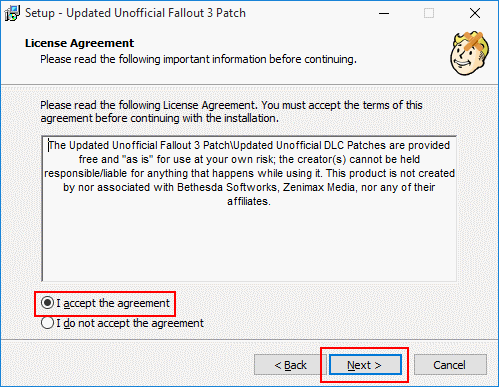 Setup - Updated Unofficial Fallout 3 Patch
License Agreement
Please read the following important information before continuing.
Please read the following License Agreement. You must accept the terms of this
agreement before continuing with the installation.
The Updated Unofficial Fallout 3 Patch\Updated Unofficial DLC Patches are provided
free and "as is" for use at your own risk; the creator(s) cannot be held
responsible/liable for anything that happens while using it. This product is not created
by nor associated with Bethesda Softworks, Zenimax Media, nor any of their
affiliates.
I accept the agreement
I do not accept the agreement
< Back
Next >
Cancel